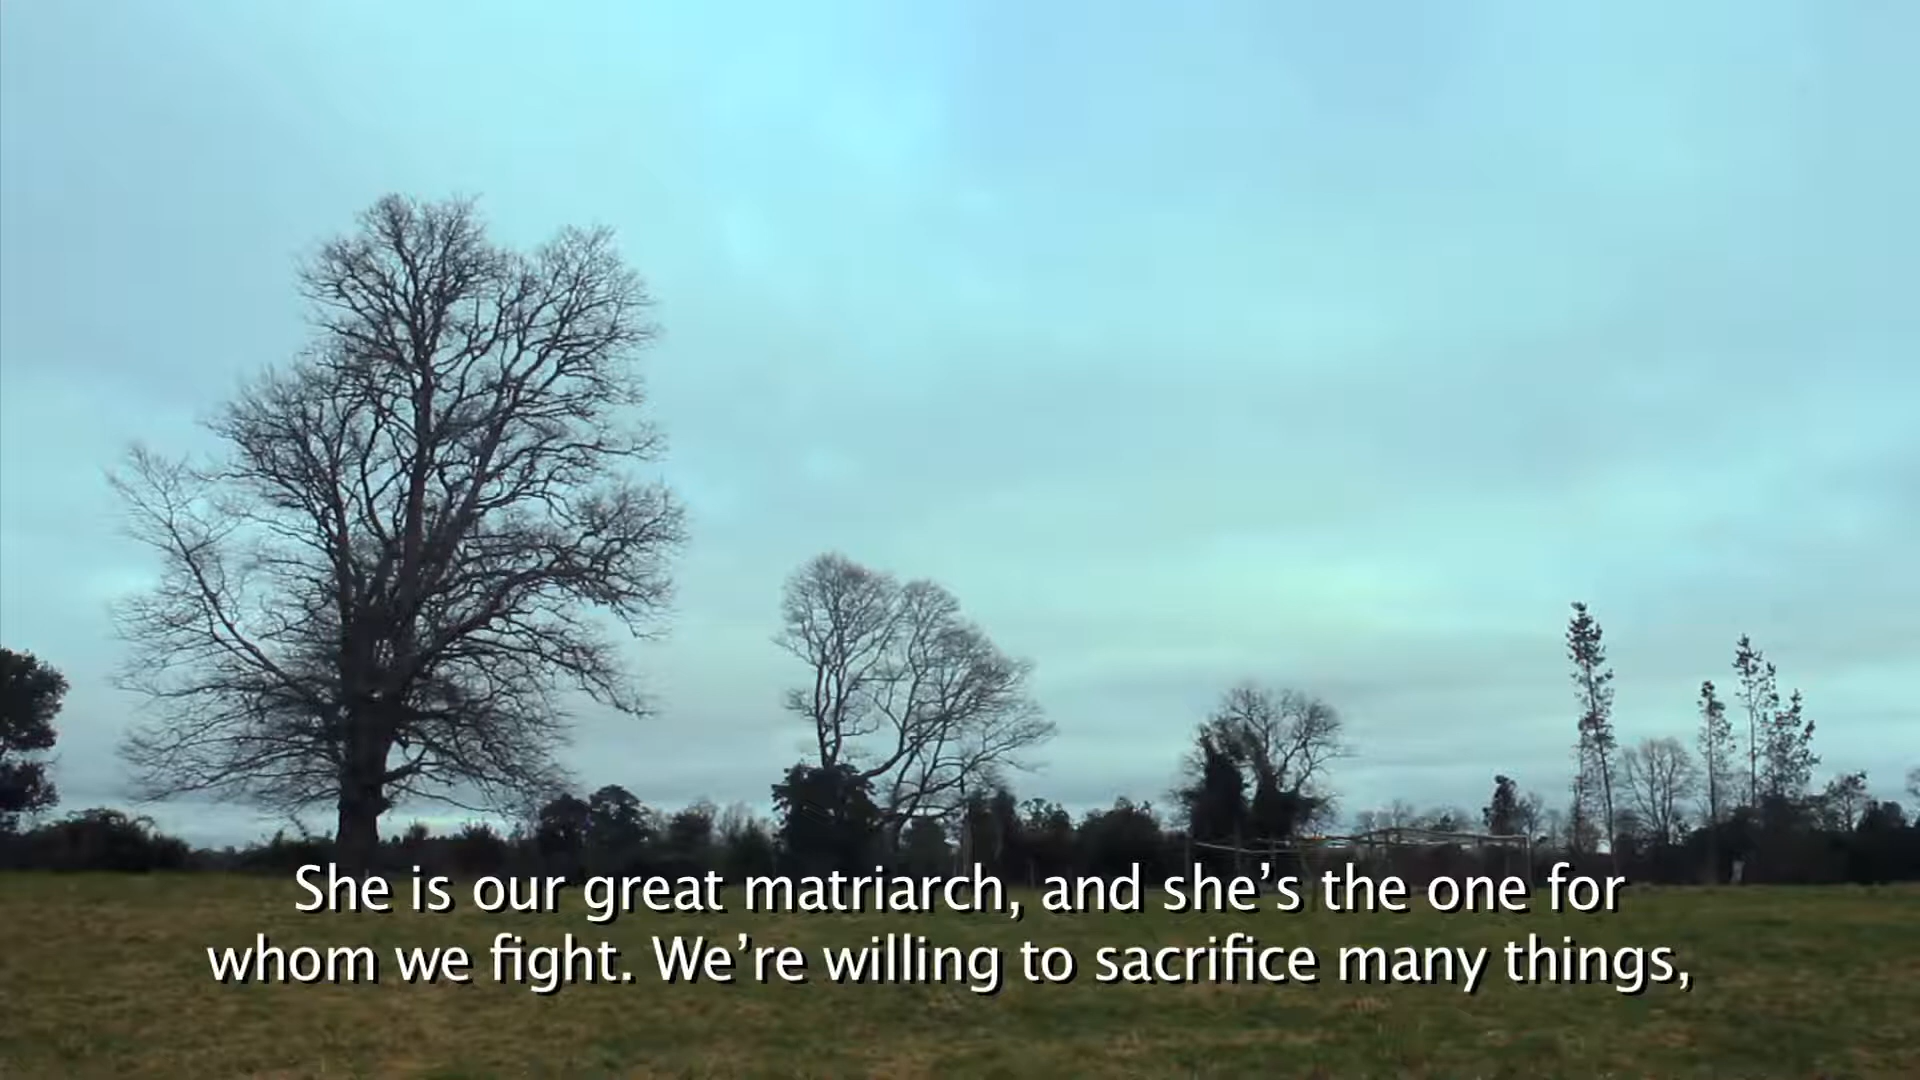 She is our great matriarch, and she’s the one for
whom we fight. We’re willing to sacrifice many things,